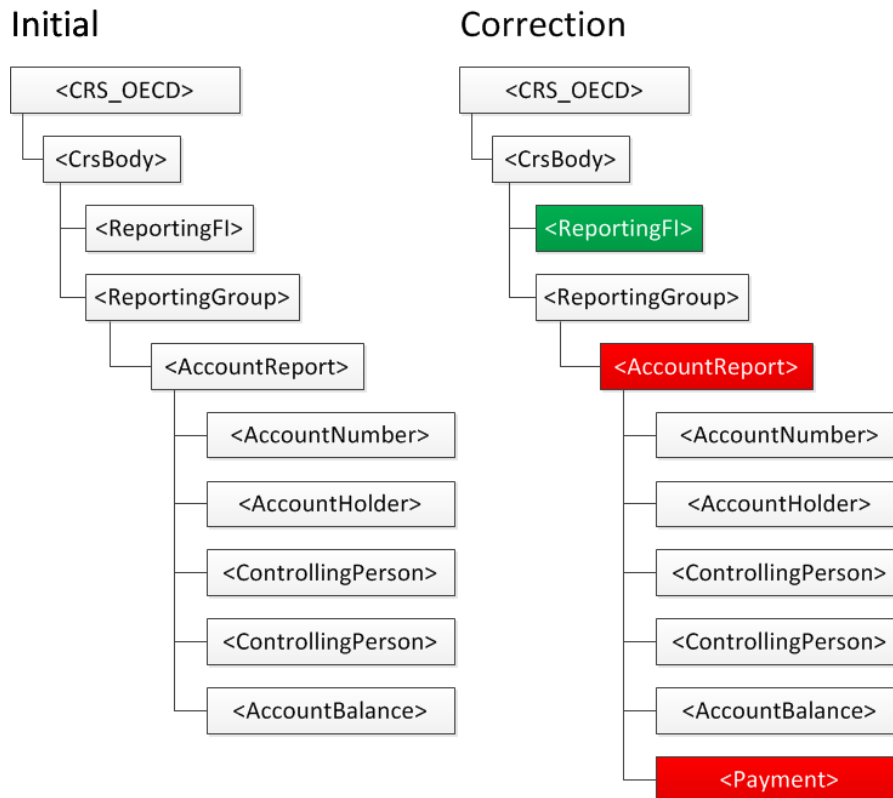 Initial
<CRS_OECD>
<CrsBody>
<ReportingFI>
<ReportingGroup>
<AccountReport>
<AccountNumber>
<AccountHolder>
<ControllingPerson>
<ControllingPerson>
<AccountBalance>
Correction
<CRS_OECD>
<CrsBody>
<ReportingFI>
<ReportingGroup>
<AccountReport>
<AccountNumber>
<AccountHolder>
<ControllingPerson>
<ControllingPerson>
<AccountBalance>
<Payment>